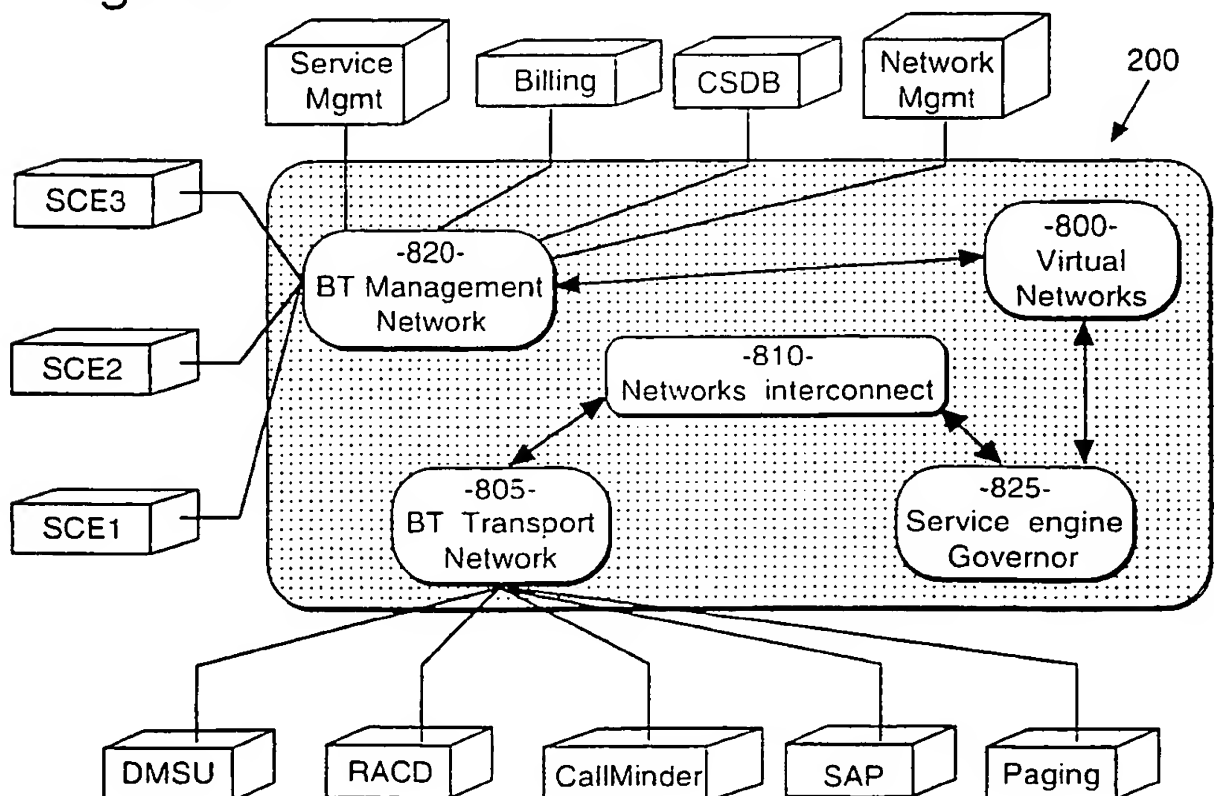 Service
Mgmt
Billing
CSDB
Network
Mgmt
200
SCE3
-820-
BT Management
Network
-800-
Virtual
Networks
SCE2
-810-
Networks interconnect
SCE1
-805-
BT Transport
Network
-825-
Service engine
Governor
DMSU
RACD
CallMinder
SAP
Paging